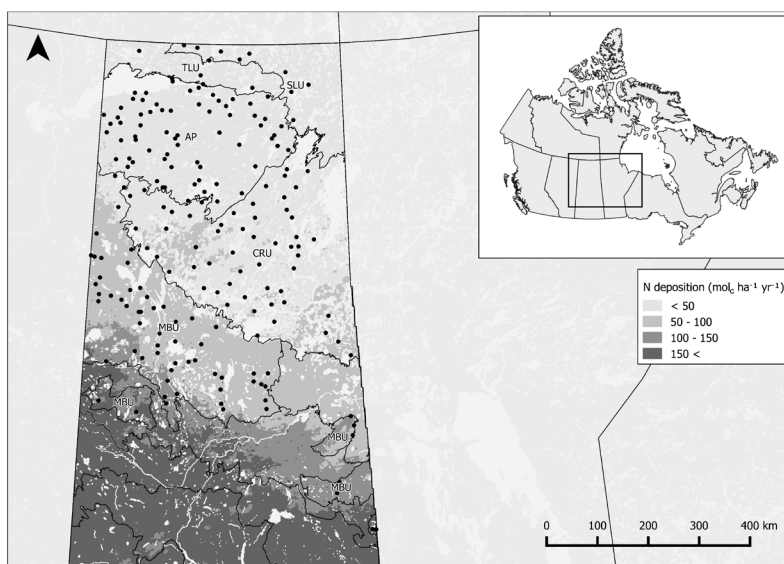 TLU
SLU
AP
CRU
MBU
MBU
MBU
MBU
N deposition (molc ha⁻¹ yr⁻¹)
< 50
50 - 100
100 - 150
150 <
0 100 200 300 400 km